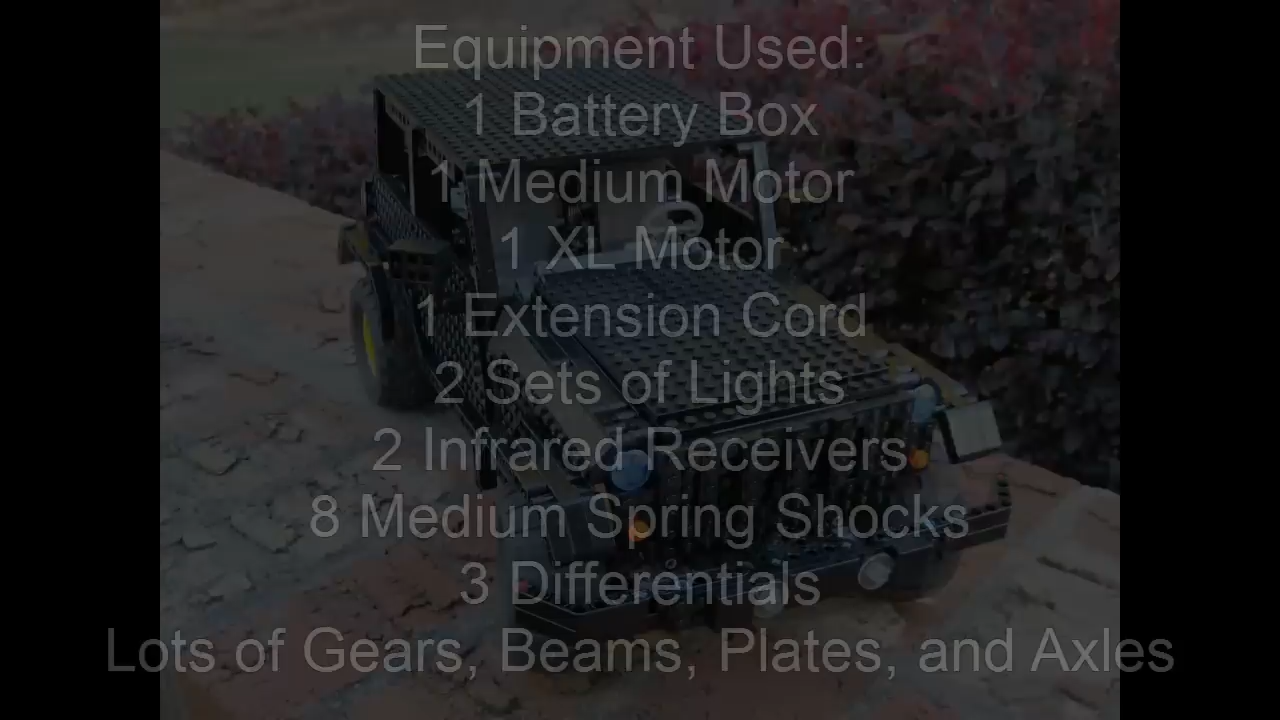 Equipment Used:
1 Battery Box
1 Medium Motor
1 XL Motor
1 Extension Cord
2 Sets of Lights
2 Infrared Receivers
8 Medium Spring Shocks
3 Differentials
Lots of Gears, Beams, Plates, and Axles